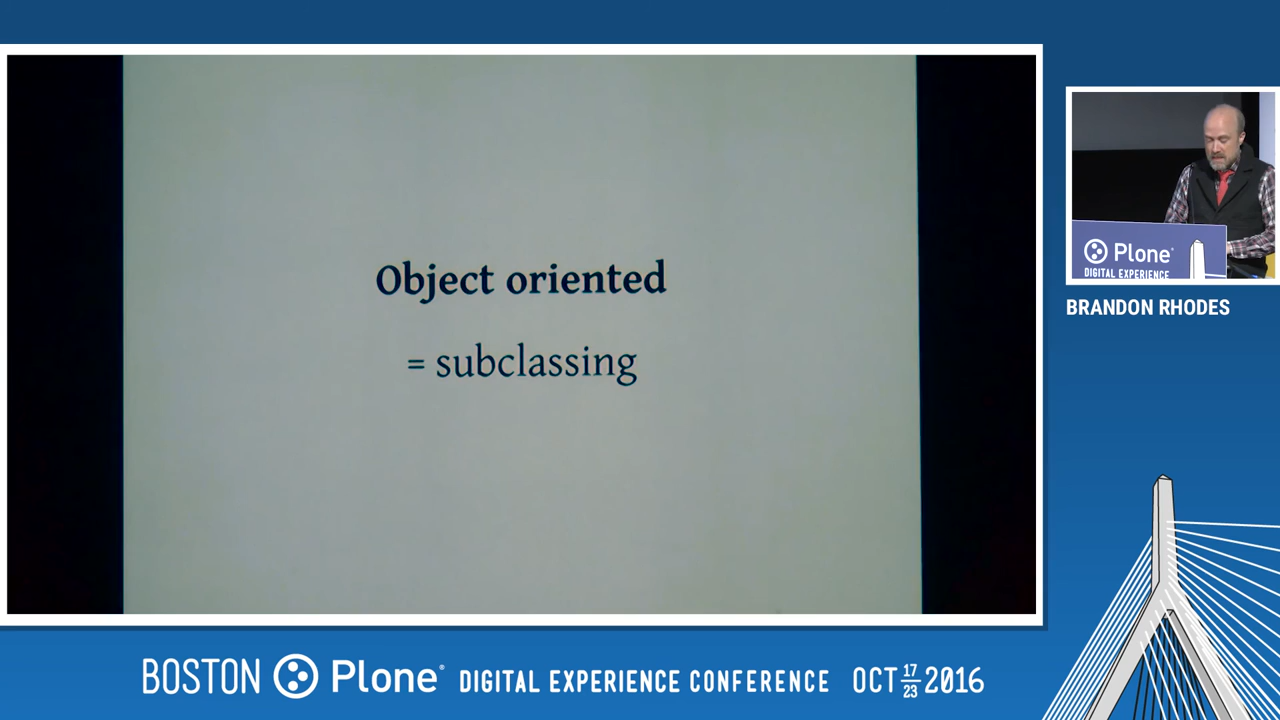 Object oriented
= subclassing
Plone
DIGITAL EXPERIENCE
BRANDON RHODES
BOSTON Plone® DIGITAL EXPERIENCE CONFERENCE OCT 17 23 2016